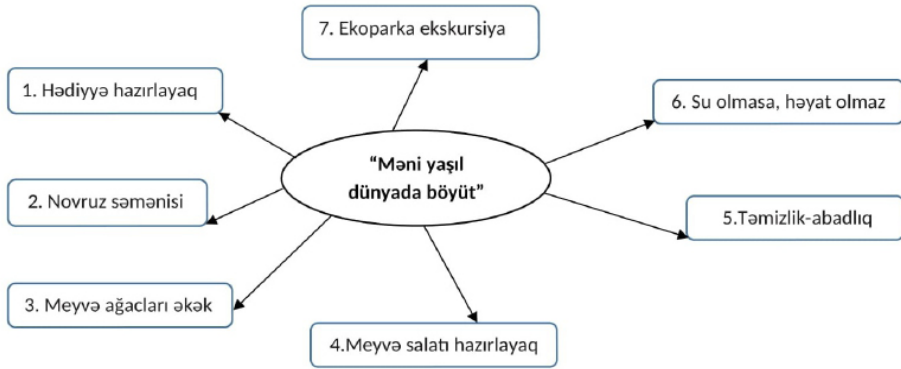 7. Ekoparka ekskursiya
1. Hədiyyə hazırlayaq
6. Su olmasa, həyat olmaz
“Məni yaşıl
dünyada böyüt”
2. Novruz səmənisi
5.Təmizlik-abadlıq
3. Meyvə ağacları əkək
4.Meyvə salatı hazırlayaq